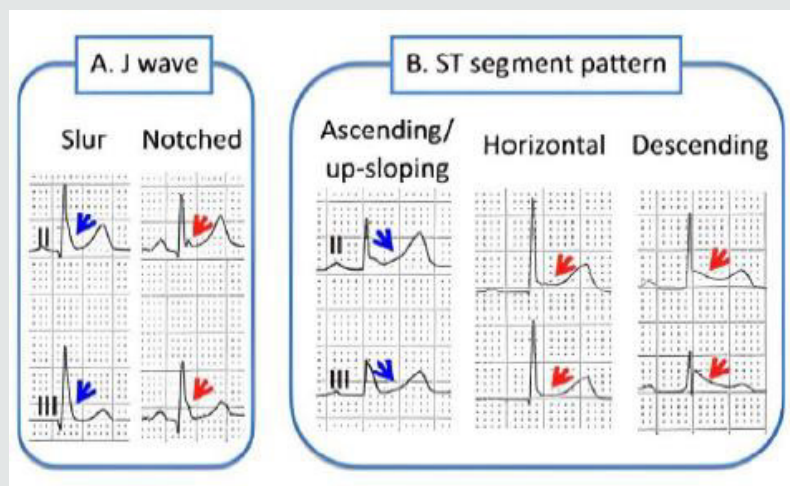 A. J wave
B. ST segment pattern
Slur
Notched
Ascending/
up-sloping
Horizontal
Descending
II
II
III
III